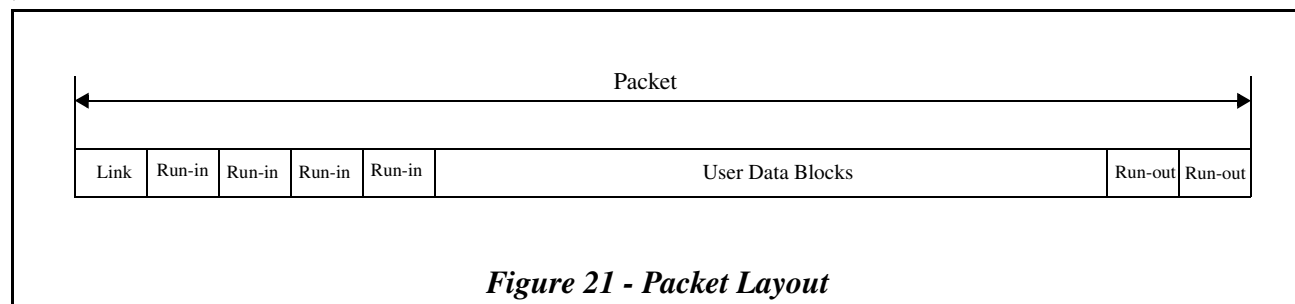 Packet
Link Run-in Run-in Run-in Run-in User Data Blocks Run-out Run-out
Figure 21 - Packet Layout